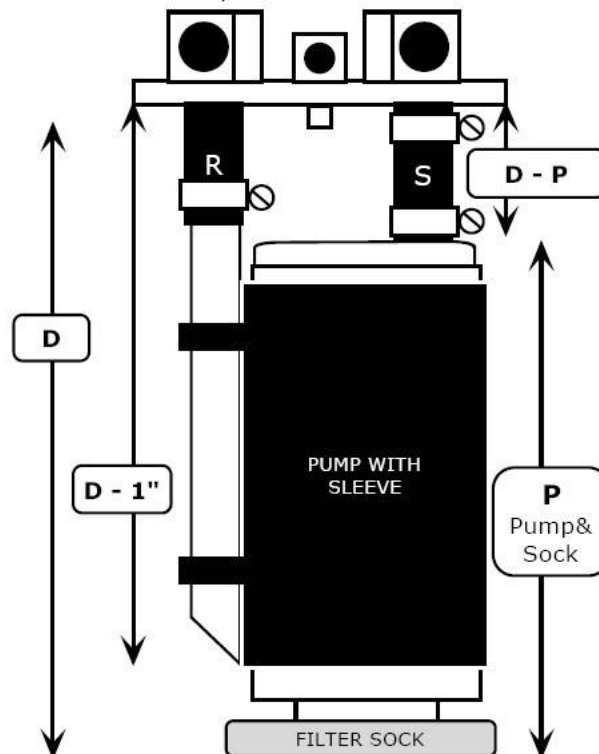 R
S
D - P
D
PUMP WITH
SLEEVE
D - 1"
P
Pump&
Sock
FILTER SOCK